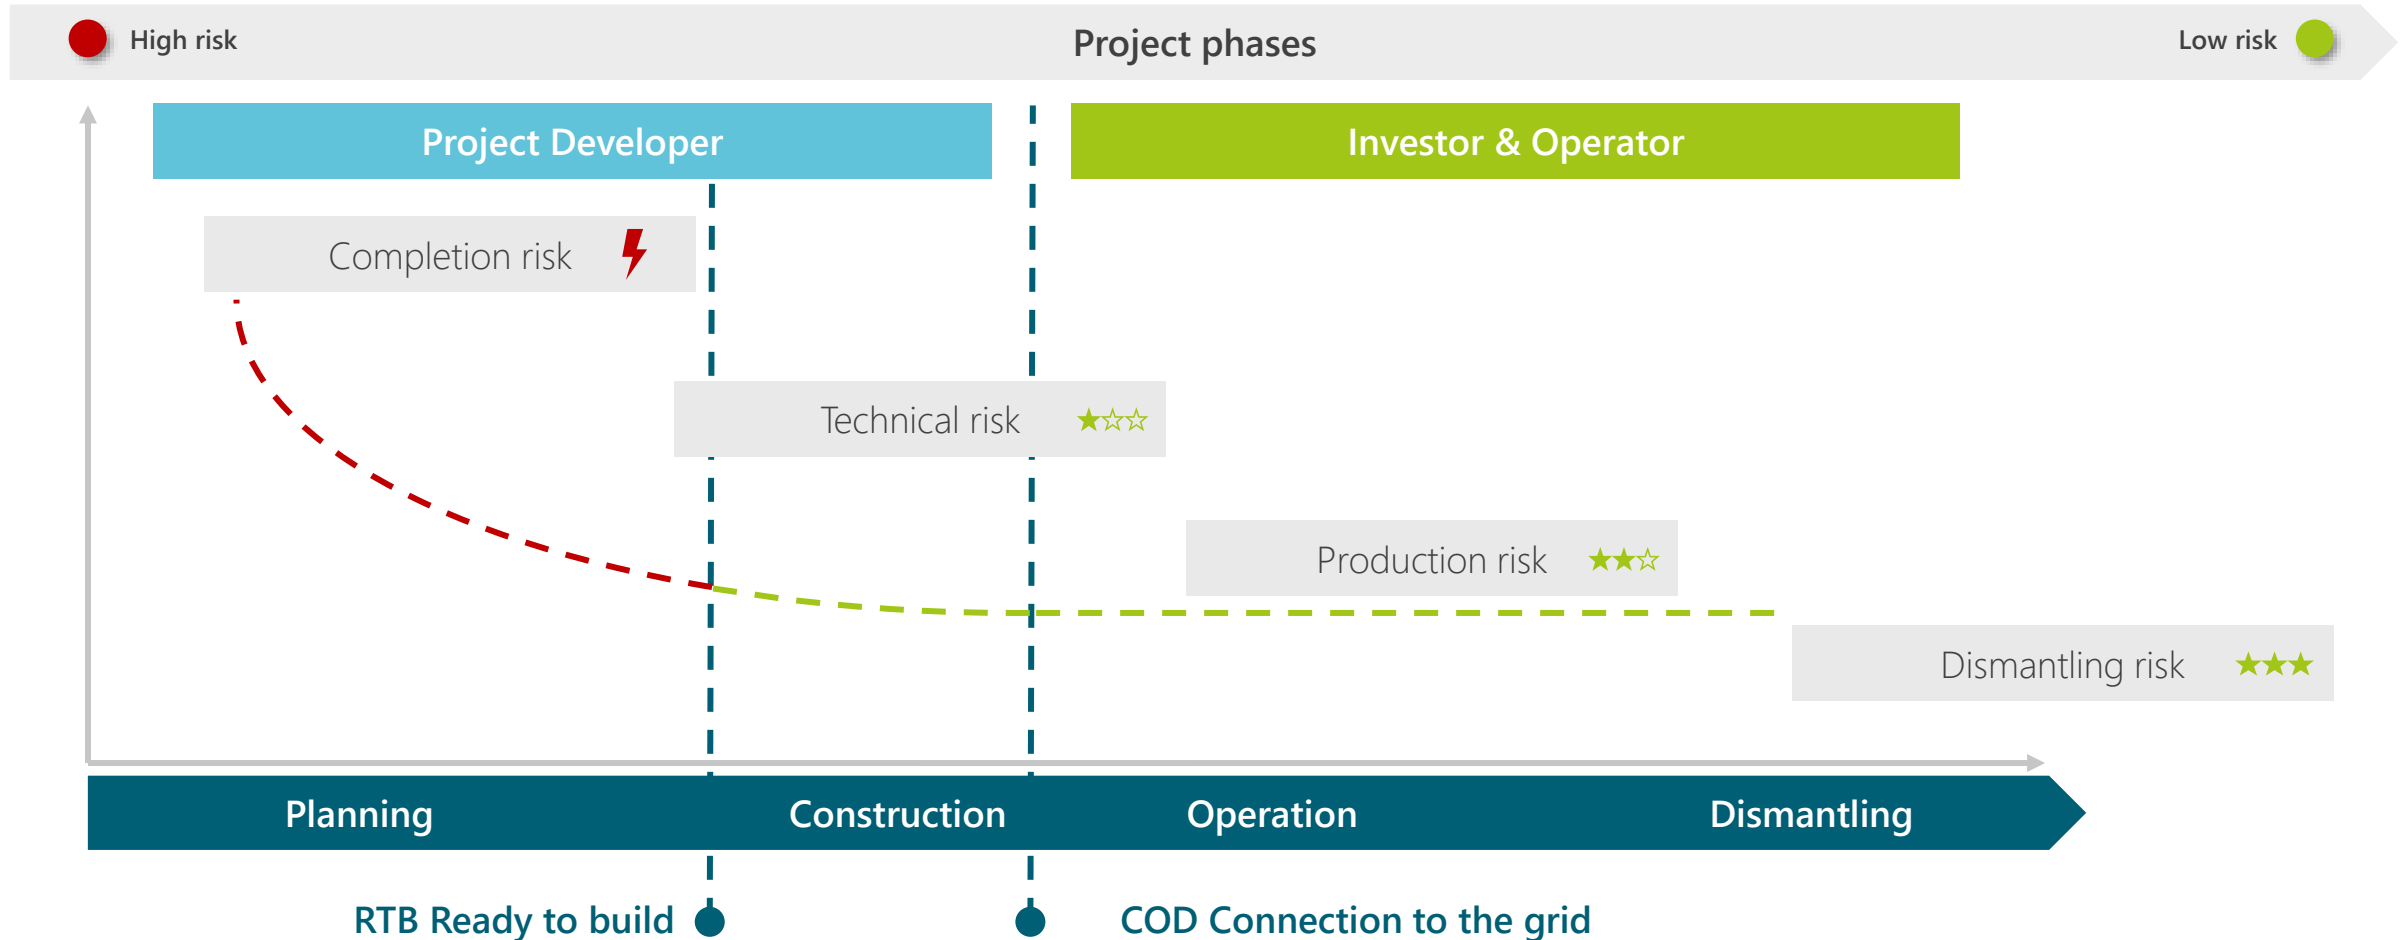 High risk
Project phases
Low risk
Project Developer
Investor & Operator
Completion risk
Technical risk
Production risk
Dismantling risk
Planning
Construction
Operation
Dismantling
RTB Ready to build
COD Connection to the grid